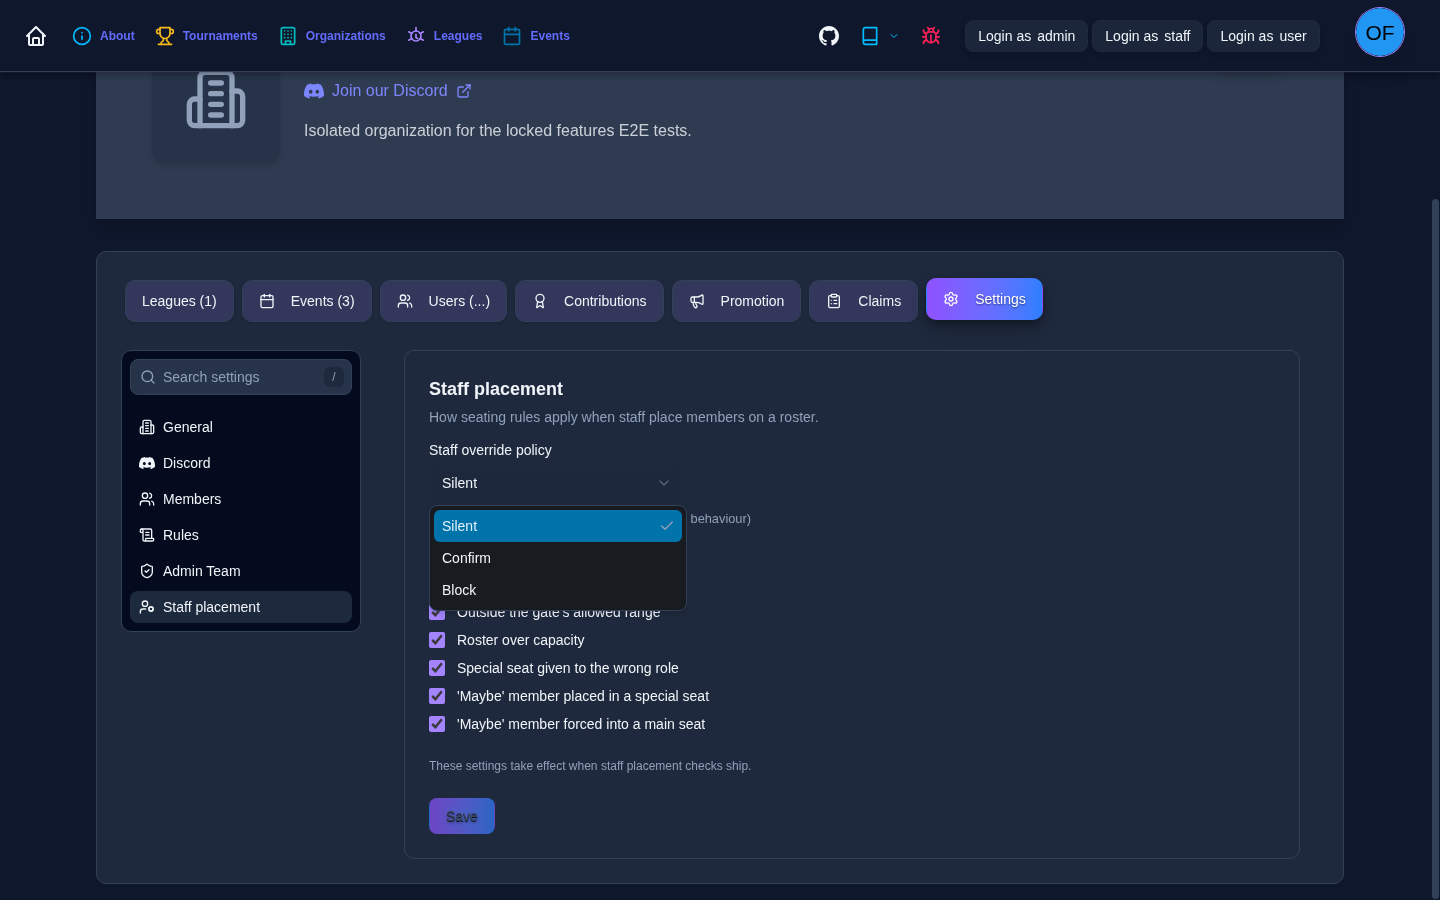 About Tournaments Organizations Leagues Events Login as admin Login as staff Login as user OF
Join our Discord
Isolated organization for the locked features E2E tests.
Leagues (1) Events (3) Users (...) Contributions Promotion Claims Settings
Search settings /
General
Discord
Members
Rules
Admin Team
Staff placement
Staff placement
How seating rules apply when staff place members on a roster.
Staff override policy
Silent
behaviour)
Silent
Confirm
Block
Outside the gate's allowed range
Roster over capacity
Special seat given to the wrong role
'Maybe' member placed in a special seat
'Maybe' member forced into a main seat
These settings take effect when staff placement checks ship.
Save